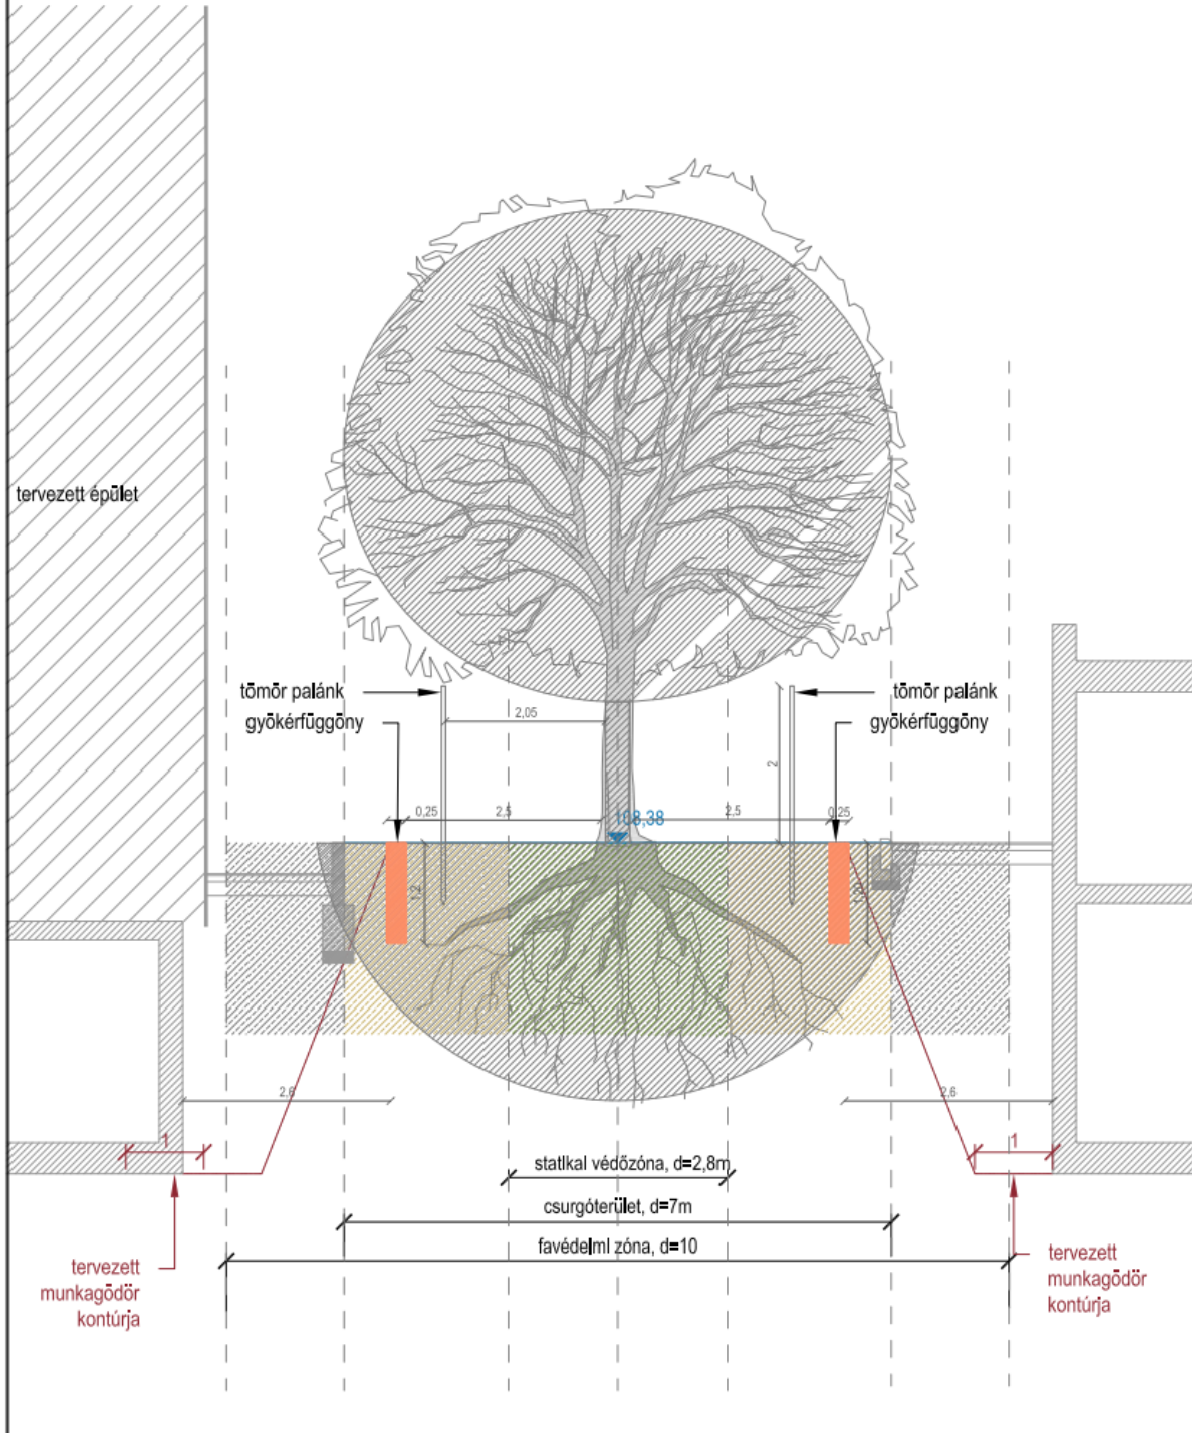 tervezett épület
tömör palánk
gyökérfüggöny
tömör palánk
gyökérfüggöny
2,05
2
0,25
2,5
108,38
2,5
0,25
1,2
2,6
2,6
1
1
statikai védőzóna, d=2,8m
csurgóterület, d=7m
favédelmi zóna, d=10
tervezett
munkagödör
kontúrja
tervezett
munkagödör
kontúrja